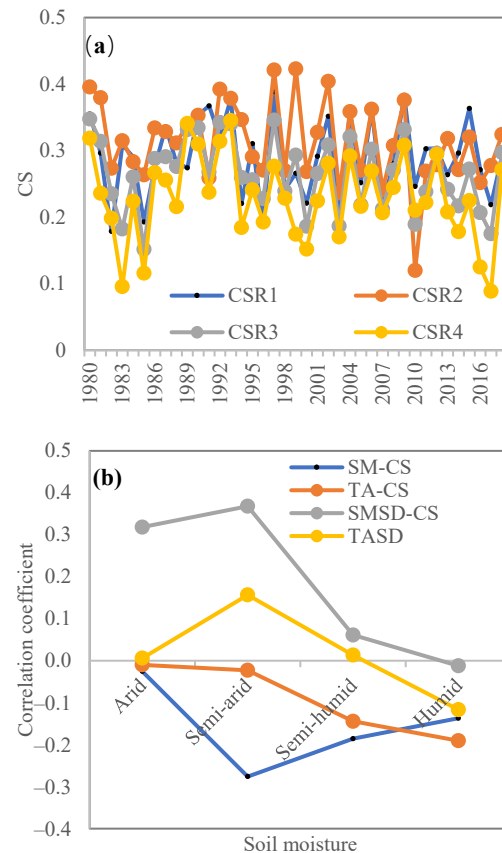 0.5
(a)
0.4
0.3
CS
0.2
0.1
CSR1 CSR2
CSR3 CSR4
0
1980 1983 1986 1989 1992 1995 1998 2001 2004 2007 2010 2013 2016
0.5
(b)
SM-CS
0.4
TA-CS
0.3
SMSD-CS
0.2
TASD
0.1
Correlation coefficient
0.0
Arid Semi-arid Semi-humid Humid
–0.1
–0.2
–0.3
–0.4
Soil moisture